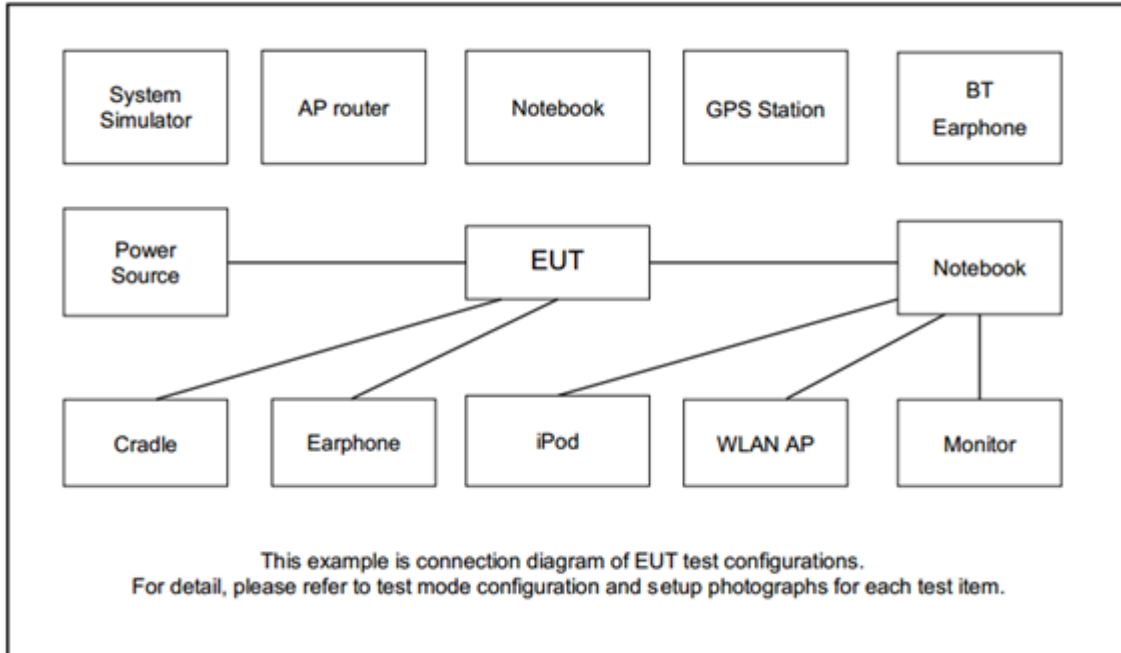 System
Simulator
AP router
Notebook
GPS Station
BT
Earphone
Power
Source
EUT
Notebook
Cradle
Earphone
iPod
WLAN AP
Monitor
This example is connection diagram of EUT test configurations.
For detail, please refer to test mode configuration and setup photographs for each test item.